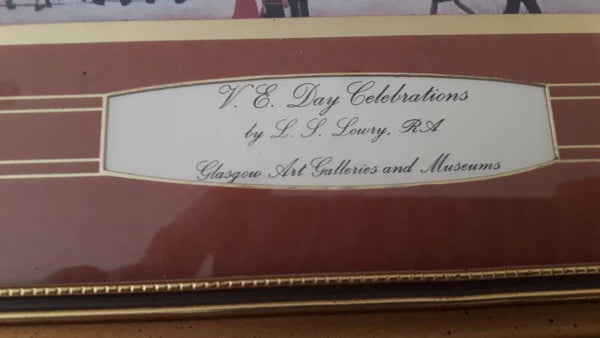 V. E. Day Celebrations
by L. S. Lowry, RA
Glasgow Art Galleries and Museums